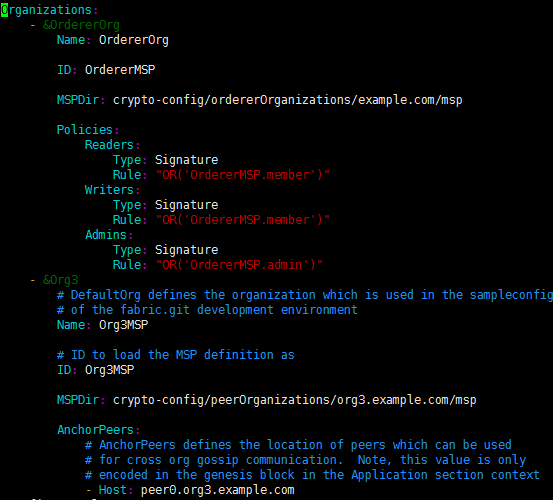 Organizations:
    - &OrdererOrg
        Name: OrdererOrg
        ID: OrdererMSP
        MSPDir: crypto-config/ordererOrganizations/example.com/msp
        Policies:
            Readers:
                Type: Signature
                Rule: "OR('OrdererMSP.member')"
            Writers:
                Type: Signature
                Rule: "OR('OrdererMSP.member')"
            Admins:
                Type: Signature
                Rule: "OR('OrdererMSP.admin')"
    - &Org3
        # DefaultOrg defines the organization which is used in the sampleconfig
        # of the fabric.git development environment
        Name: Org3MSP
        # ID to load the MSP definition as
        ID: Org3MSP
        MSPDir: crypto-config/peerOrganizations/org3.example.com/msp
        AnchorPeers:
            # AnchorPeers defines the location of peers which can be used
            # for cross org gossip communication.  Note, this value is only
            # encoded in the genesis block in the Application section context
            - Host: peer0.org3.example.com